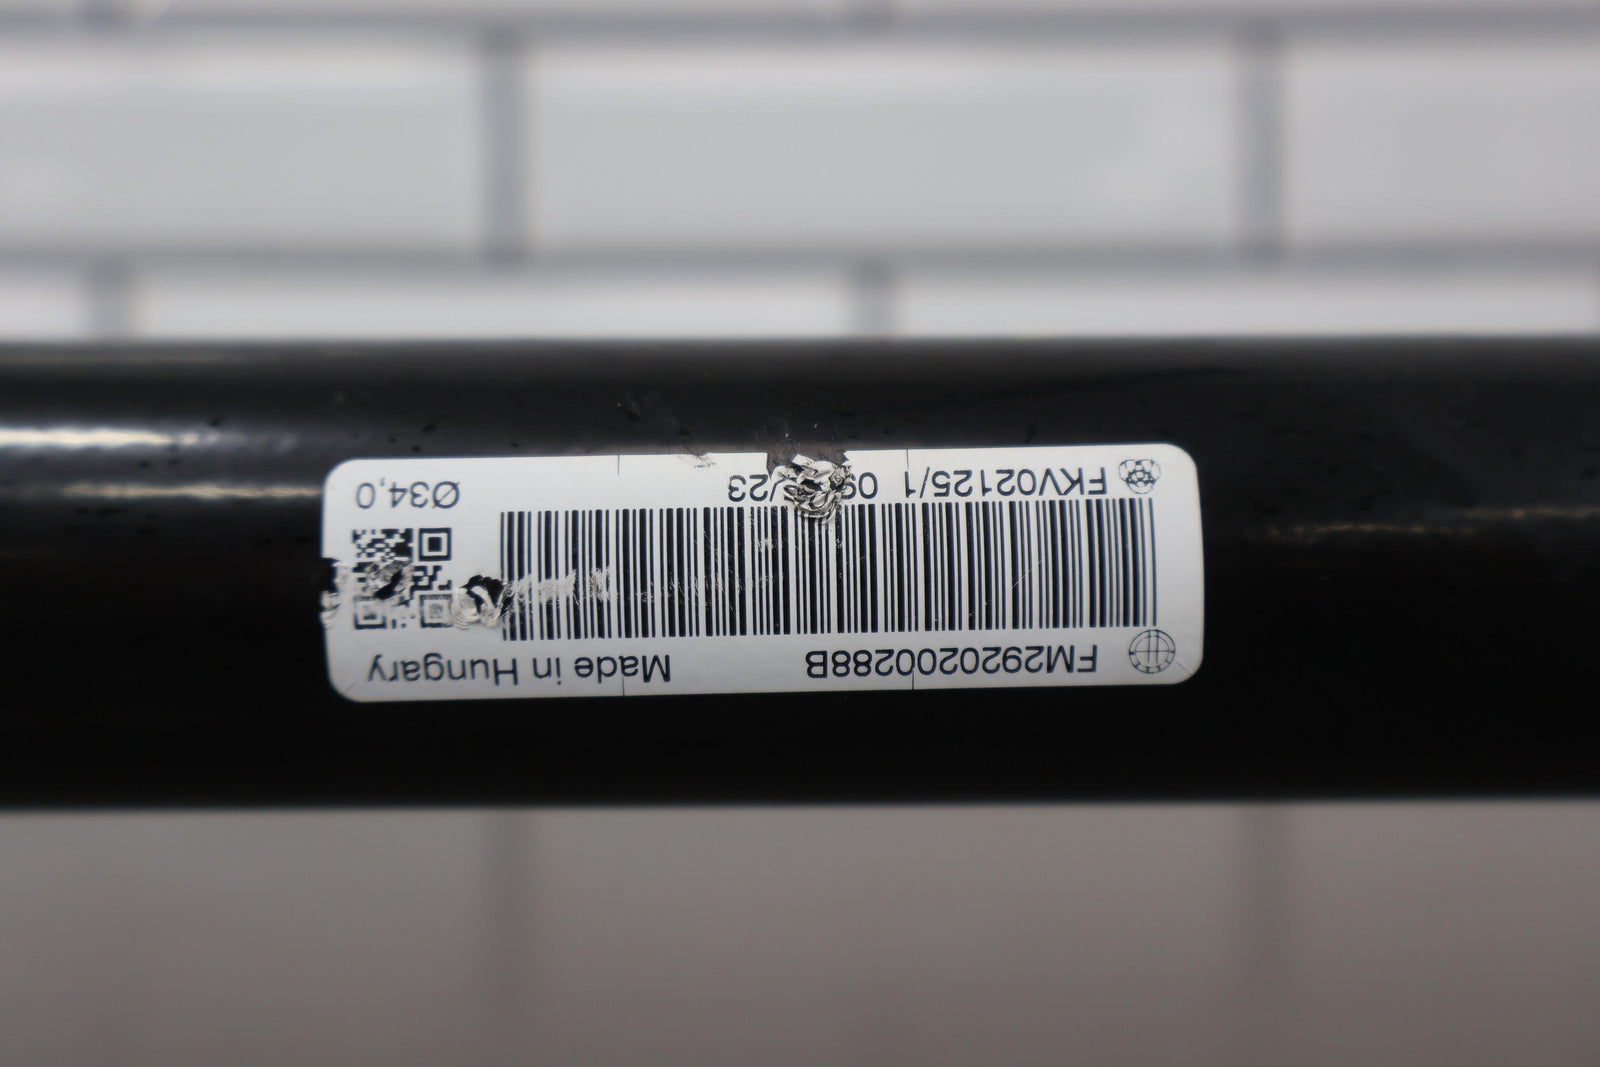 FM2920200288B Made in Hungary
FKV02125/1 Ø34,0